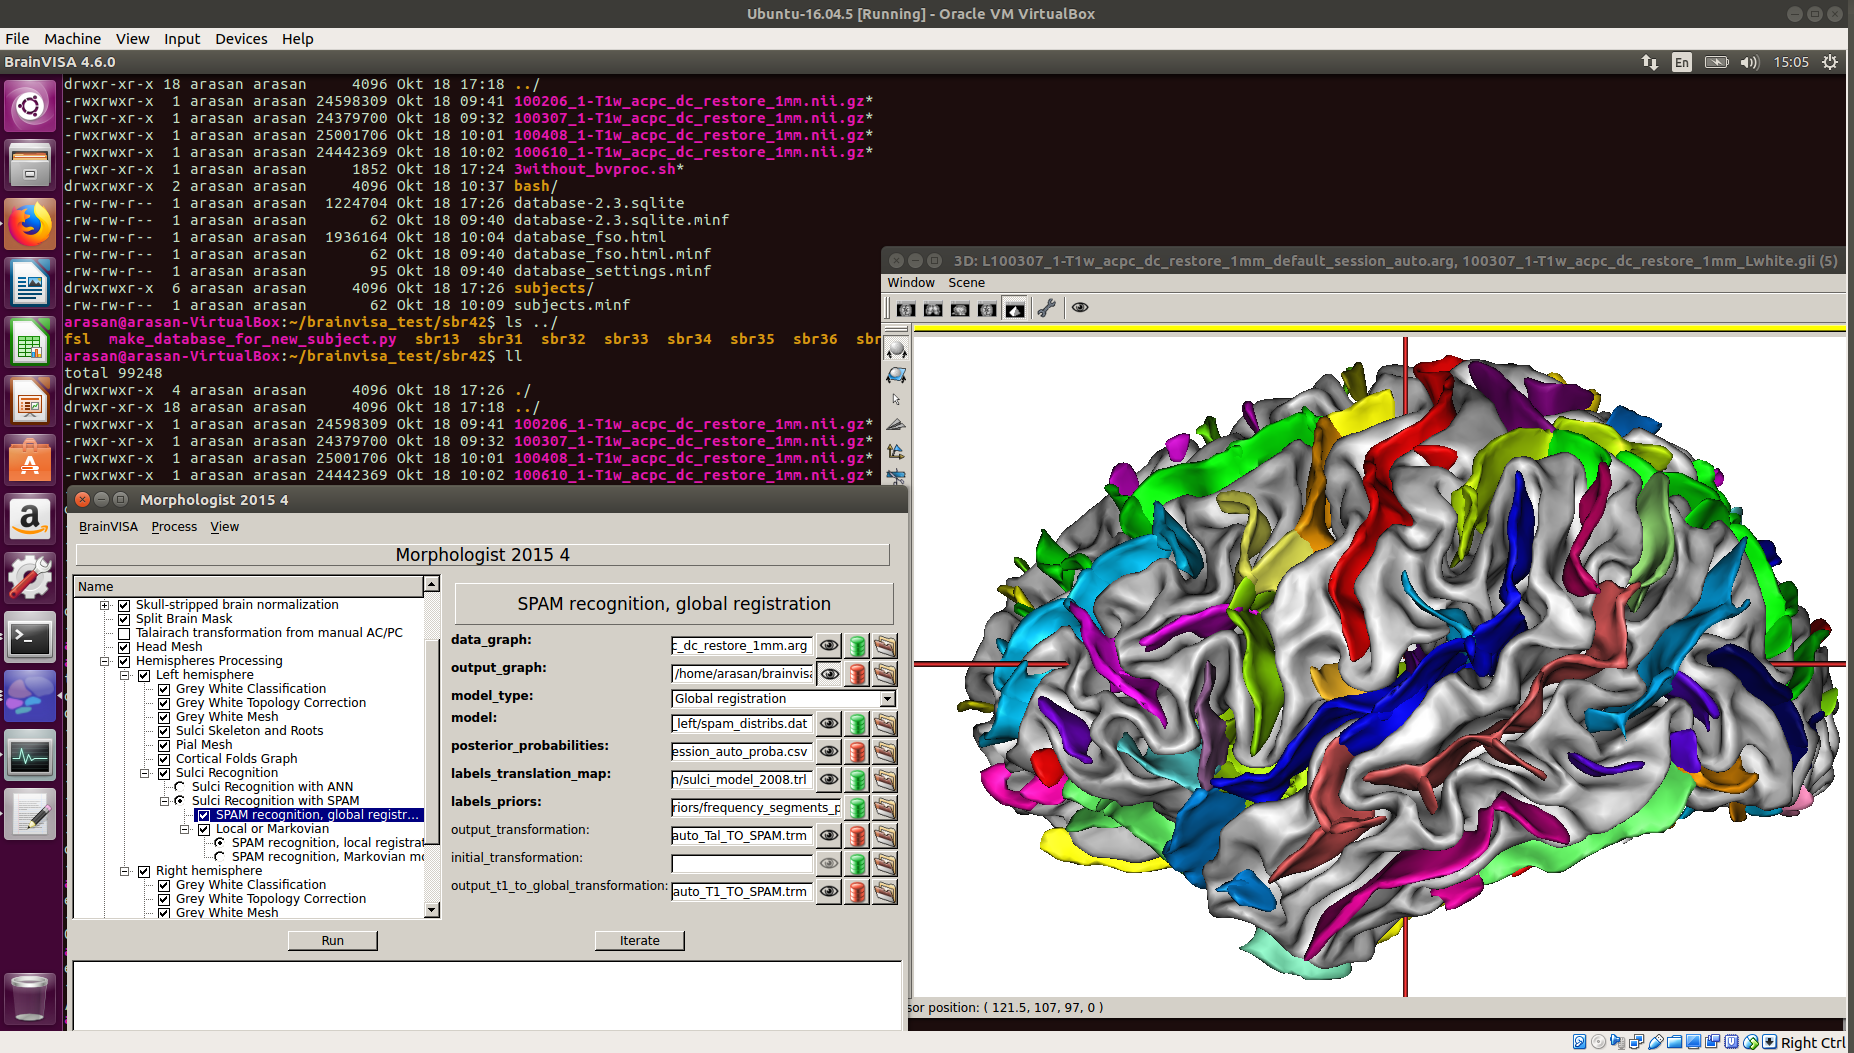 Ubuntu-16.04.5 [Running] - Oracle VM VirtualBox
File Machine View Input Devices Help
BrainVISA 4.6.0
En 15:05
drwxr-xr-x 18 arasan arasan 4096 Okt 18 17:18 ../
-rwxrwxr-x 1 arasan arasan 24598309 Okt 18 09:41 100206_1-T1w_acpc_dc_restore_1mm.nii.gz*
-rwxrwxr-x 1 arasan arasan 24379700 Okt 18 09:32 100307_1-T1w_acpc_dc_restore_1mm.nii.gz*
-rwxrwxr-x 1 arasan arasan 25001706 Okt 18 10:01 100408_1-T1w_acpc_dc_restore_1mm.nii.gz*
-rwxrwxr-x 1 arasan arasan 24442369 Okt 18 10:02 100610_1-T1w_acpc_dc_restore_1mm.nii.gz*
-rwxrwxr-x 1 arasan arasan 1852 Okt 18 17:24 3without_bvproc.sh*
drwxrwxr-x 2 arasan arasan 4096 Okt 18 10:37 bash/
-rw-rw-r-- 1 arasan arasan 1224704 Okt 18 17:26 database-2.3.sqlite
-rw-rw-r-- 1 arasan arasan 62 Okt 18 09:40 database-2.3.sqlite.minf
-rw-rw-r-- 1 arasan arasan 1936164 Okt 18 10:04 database_fso.html
-rw-rw-r-- 1 arasan arasan 62 Okt 18 09:40 database_fso.html.minf
-rw-rw-r-- 1 arasan arasan 95 Okt 18 09:40 database_settings.minf
drwxrwxr-x 6 arasan arasan 4096 Okt 18 17:26 subjects/
-rw-rw-r-- 1 arasan arasan 62 Okt 18 10:09 subjects.minf
arasan@arasan-VirtualBox:~/brainvisa_test/sbr42$ ls ../
fsl make_database_for_new_subject.py sbr13 sbr31 sbr32 sbr33 sbr34 sbr35 sbr36 sbr
arasan@arasan-VirtualBox:~/brainvisa_test/sbr42$ ll
total 99248
drwxrwxr-x 4 arasan arasan 4096 Okt 18 17:26 ./
drwxr-xr-x 18 arasan arasan 4096 Okt 18 17:18 ../
-rwxrwxr-x 1 arasan arasan 24598309 Okt 18 09:41 100206_1-T1w_acpc_dc_restore_1mm.nii.gz*
-rwxrwxr-x 1 arasan arasan 24379700 Okt 18 09:32 100307_1-T1w_acpc_dc_restore_1mm.nii.gz*
-rwxrwxr-x 1 arasan arasan 25001706 Okt 18 10:01 100408_1-T1w_acpc_dc_restore_1mm.nii.gz*
-rwxrwxr-x 1 arasan arasan 24442369 Okt 18 10:02 100610_1-T1w_acpc_dc_restore_1mm.nii.gz*
3D: L100307_1-T1w_acpc_dc_restore_1mm_default_session_auto.arg, 100307_1-T1w_acpc_dc_restore_1mm_Lwhite.gii (5)
Window Scene
Morphologist 2015 4
BrainVISA Process View
Morphologist 2015 4
Name
Skull-stripped brain normalization
Split Brain Mask
Talairach transformation from manual AC/PC
Head Mesh
Hemispheres Processing
Left hemisphere
Grey White Classification
Grey White Topology Correction
Grey White Mesh
Sulci Skeleton and Roots
Pial Mesh
Cortical Folds Graph
Sulci Recognition
Sulci Recognition with ANN
Sulci Recognition with SPAM
SPAM recognition, global registr...
Local or Markovian
SPAM recognition, local registrat
SPAM recognition, Markovian mo
Right hemisphere
Grey White Classification
Grey White Topology Correction
Grey White Mesh
SPAM recognition, global registration
data_graph: c_dc_restore_1mm.arg
output_graph: /home/arasan/brainvisa
model_type: Global registration
model: _left/spam_distribs.dat
posterior_probabilities: ession_auto_proba.csv
labels_translation_map: n/sulci_model_2008.trl
labels_priors: riors/frequency_segments_p
output_transformation: auto_Tal_TO_SPAM.trm
initial_transformation:
output_t1_to_global_transformation: auto_T1_TO_SPAM.trm
Run Iterate
sor position: ( 121.5, 107, 97, 0 )
Right Ctrl